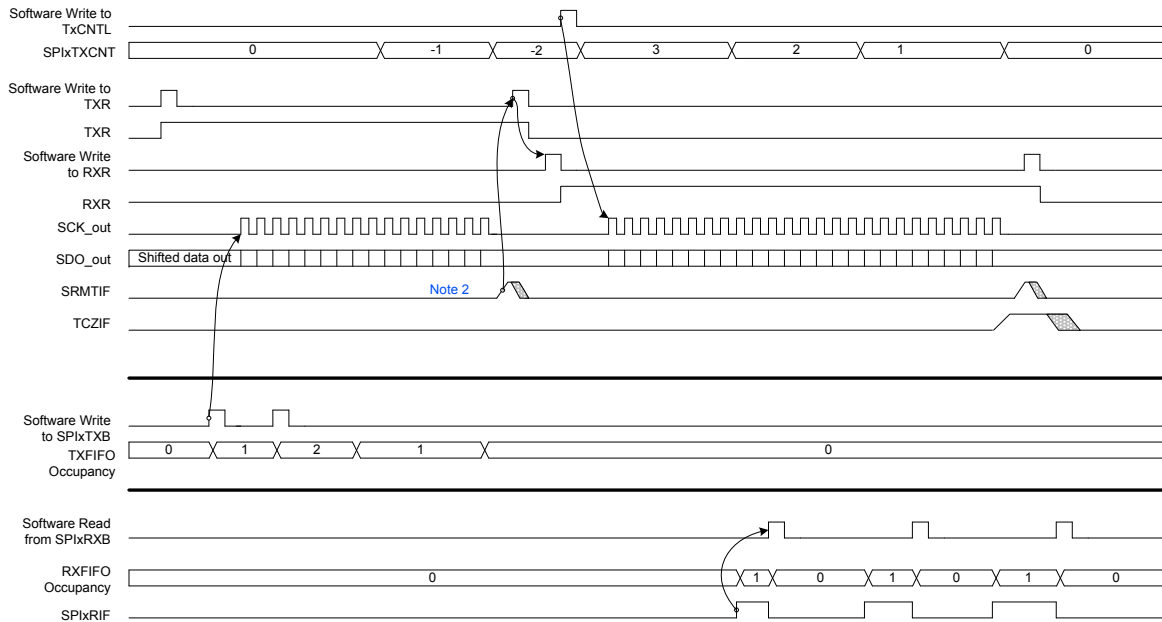 Software Write to
TxCNTL
SPIxTXCNT 0 -1 -2 3 2 1 0
Software Write to
TXR
TXR
Software Write
to RXR
RXR
SCK_out
SDO_out Shifted data out
SRMTIF Note 2
TCZIF
Software Write
to SPIxTXB
TXFIFO 0 1 2 1 0
Occupancy
Software Read
from SPIxRXB
RXFIFO
Occupancy 0 1 0 1 0 1 0
SPIxRIF